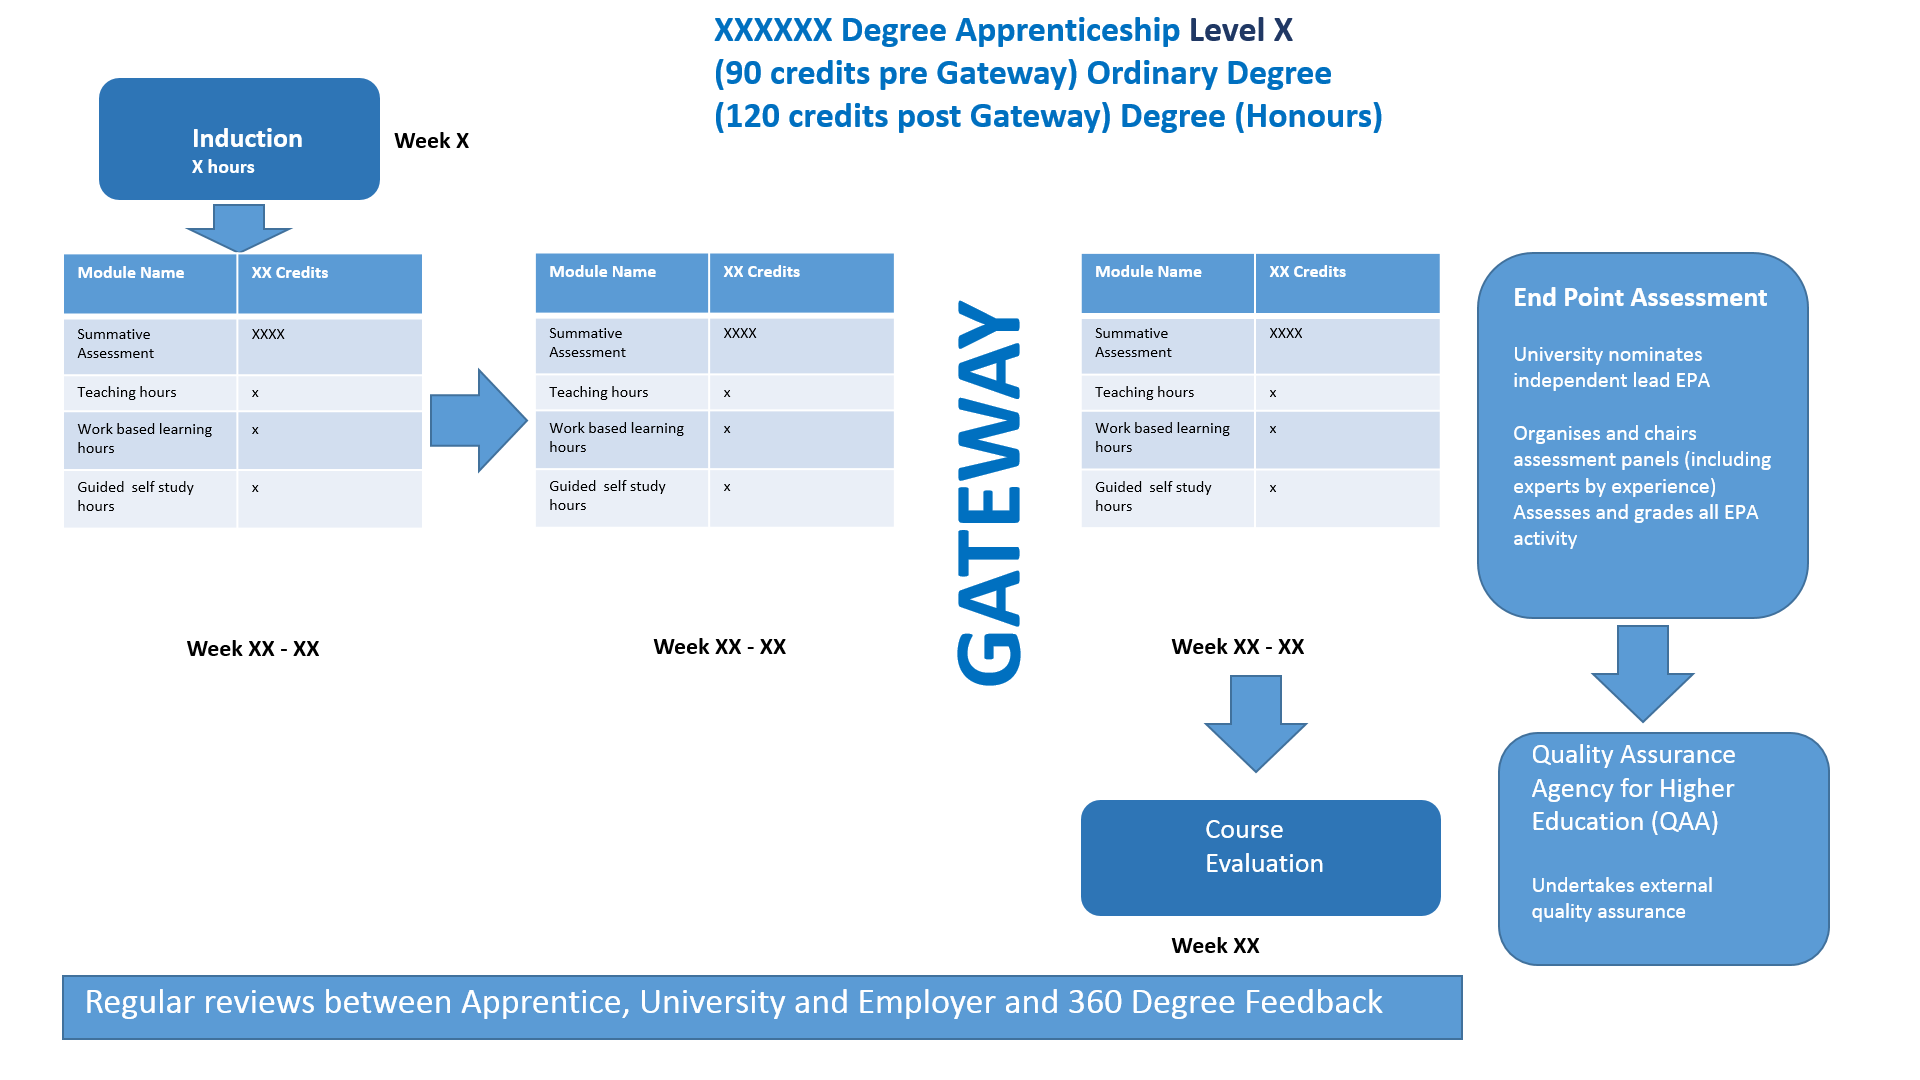 XXXXXX Degree Apprenticeship Level X
(90 credits pre Gateway) Ordinary Degree
(120 credits post Gateway) Degree (Honours)
Induction
X hours
Week X
Module Name XX Credits
Summative XXXX
Assessment
Teaching hours x
Work based learning x
hours
Guided  self study x
hours
Week XX - XX
Module Name XX Credits
Summative XXXX
Assessment
Teaching hours x
Work based learning x
hours
Guided  self study x
hours
Week XX - XX
GATEWAY
Module Name XX Credits
Summative XXXX
Assessment
Teaching hours x
Work based learning x
hours
Guided  self study x
hours
Week XX - XX
Course
Evaluation
Week XX
End Point Assessment
University nominates
independent lead EPA
Organises and chairs
assessment panels (including
experts by experience)
Assesses and grades all EPA
activity
Quality Assurance
Agency for Higher
Education (QAA)
Undertakes external
quality assurance
Regular reviews between Apprentice, University and Employer and 360 Degree Feedback